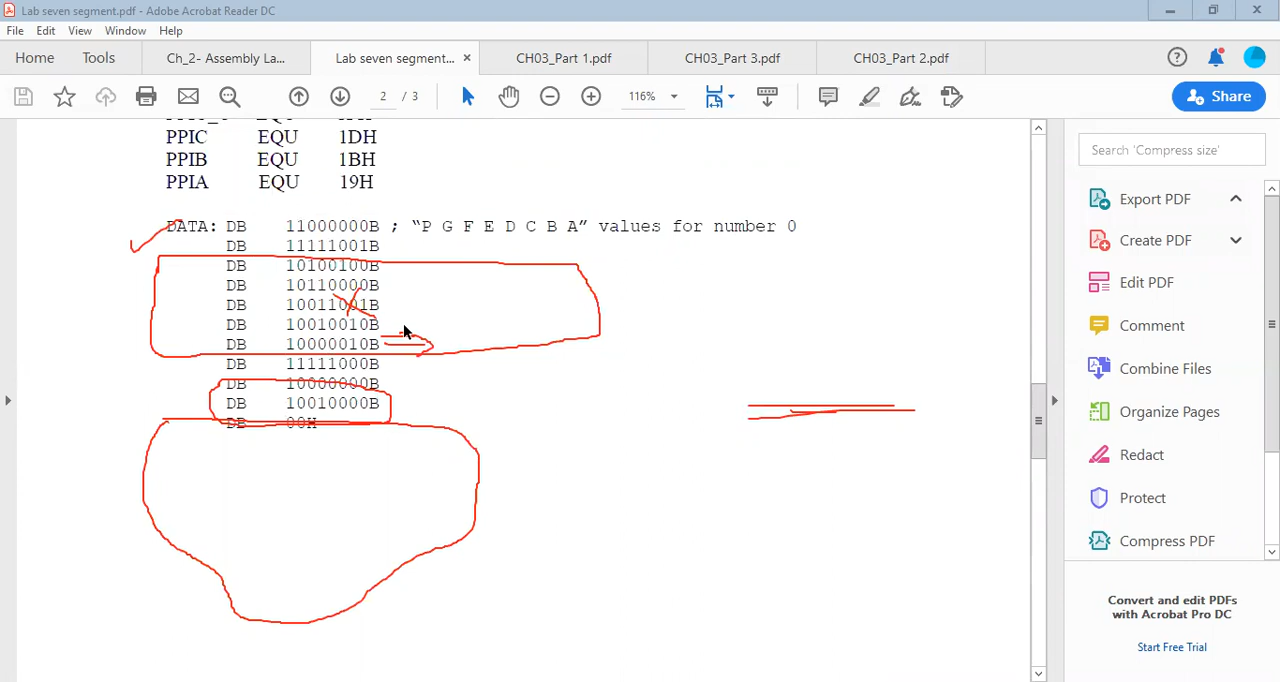 Lab seven segment.pdf - Adobe Acrobat Reader DC
File Edit View Window Help
Home Tools Ch_2- Assembly La... Lab seven segment... × CH03_Part 1.pdf CH03_Part 3.pdf CH03_Part 2.pdf
2 / 3 116% Share
PPIC EQU 1DH
PPIB EQU 1BH
PPIA EQU 19H
DATA: DB 11000000B ; “P G F E D C B A” values for number 0
DB 11111001B
DB 10100100B
DB 10110000B
DB 10011001B
DB 10010010B
DB 10000010B
DB 11111000B
DB 10000000B
DB 10010000B
DB 00H
Search 'Compress size'
Export PDF
Create PDF
Edit PDF
Comment
Combine Files
Organize Pages
Redact
Protect
Compress PDF
Convert and edit PDFs
with Acrobat Pro DC
Start Free Trial